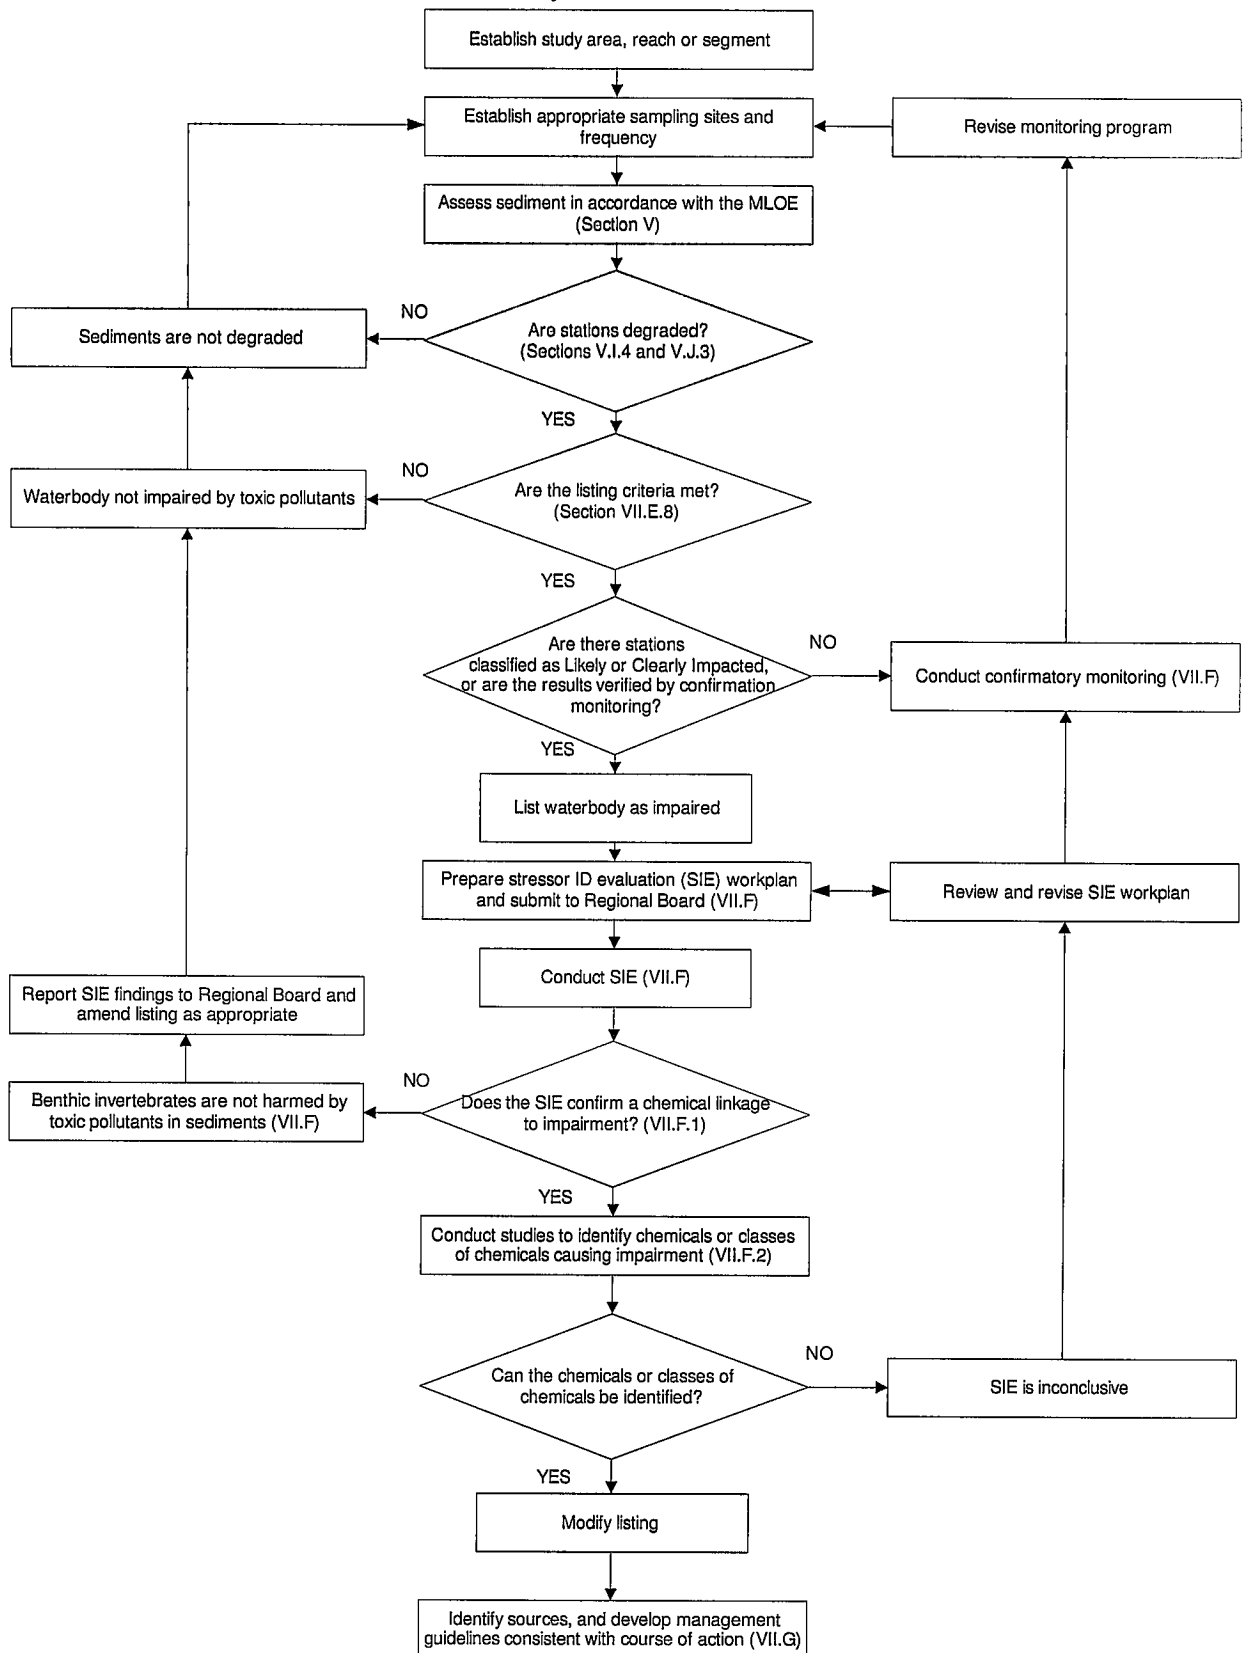 Establish study area, reach or segment
Establish appropriate sampling sites and
frequency
Revise monitoring program
Assess sediment in accordance with the MLOE
(Section V)
NO
Sediments are not degraded
Are stations degraded?
(Sections V.I.4 and V.J.3)
YES
NO
Waterbody not impaired by toxic pollutants
Are the listing criteria met?
(Section VII.E.8)
YES
Are there stations
classified as Likely or Clearly Impacted,
or are the results verified by confirmation
monitoring?
NO
Conduct confirmatory monitoring (VII.F)
YES
List waterbody as impaired
Prepare stressor ID evaluation (SIE) workplan
and submit to Regional Board (VII.F)
Review and revise SIE workplan
Conduct SIE (VII.F)
Report SIE findings to Regional Board and
amend listing as appropriate
NO
Benthic invertebrates are not harmed by
toxic pollutants in sediments (VII.F)
Does the SIE confirm a chemical linkage
to impairment? (VII.F.1)
YES
Conduct studies to identify chemicals or classes
of chemicals causing impairment (VII.F.2)
Can the chemicals or classes of
chemicals be identified?
NO
SIE is inconclusive
YES
Modify listing
Identify sources, and develop management
guidelines consistent with course of action (VII.G)